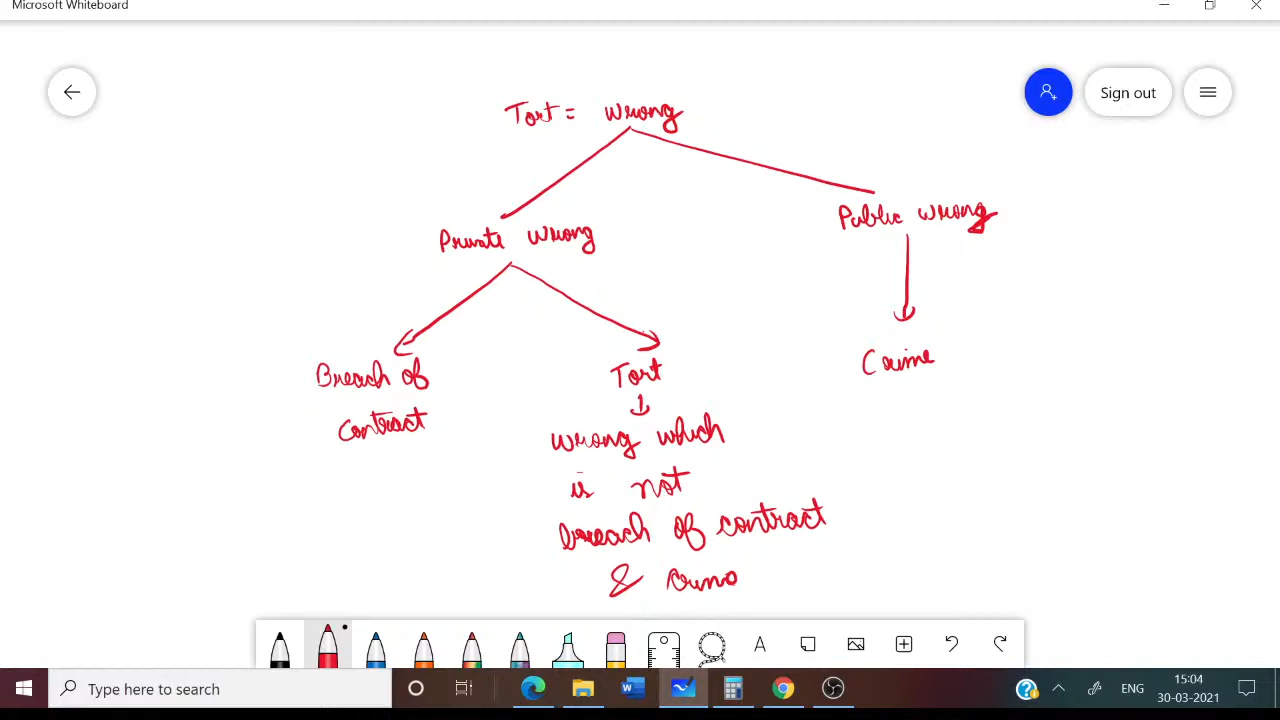 Microsoft Whiteboard
Sign out
Tort = Wrong
Private Wrong
Public Wrong
Breach of
contract
Tort
Crime
Wrong which
is not
breach of contract
&
A
Type here to search
ENG
15:04
30-03-2021